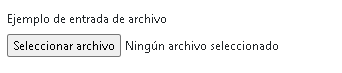 Ejemplo de entrada de archivo
Seleccionar archivo Ningún archivo seleccionado